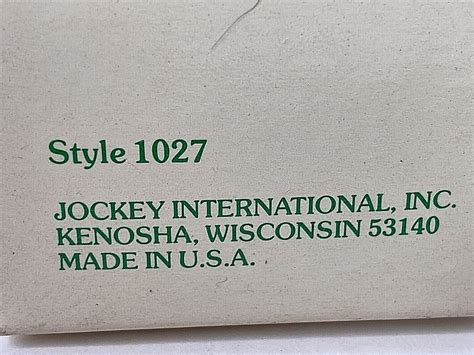 Style 1027
JOCKEY INTERNATIONAL, INC.
KENOSHA, WISCONSIN 53140
MADE IN U.S.A.